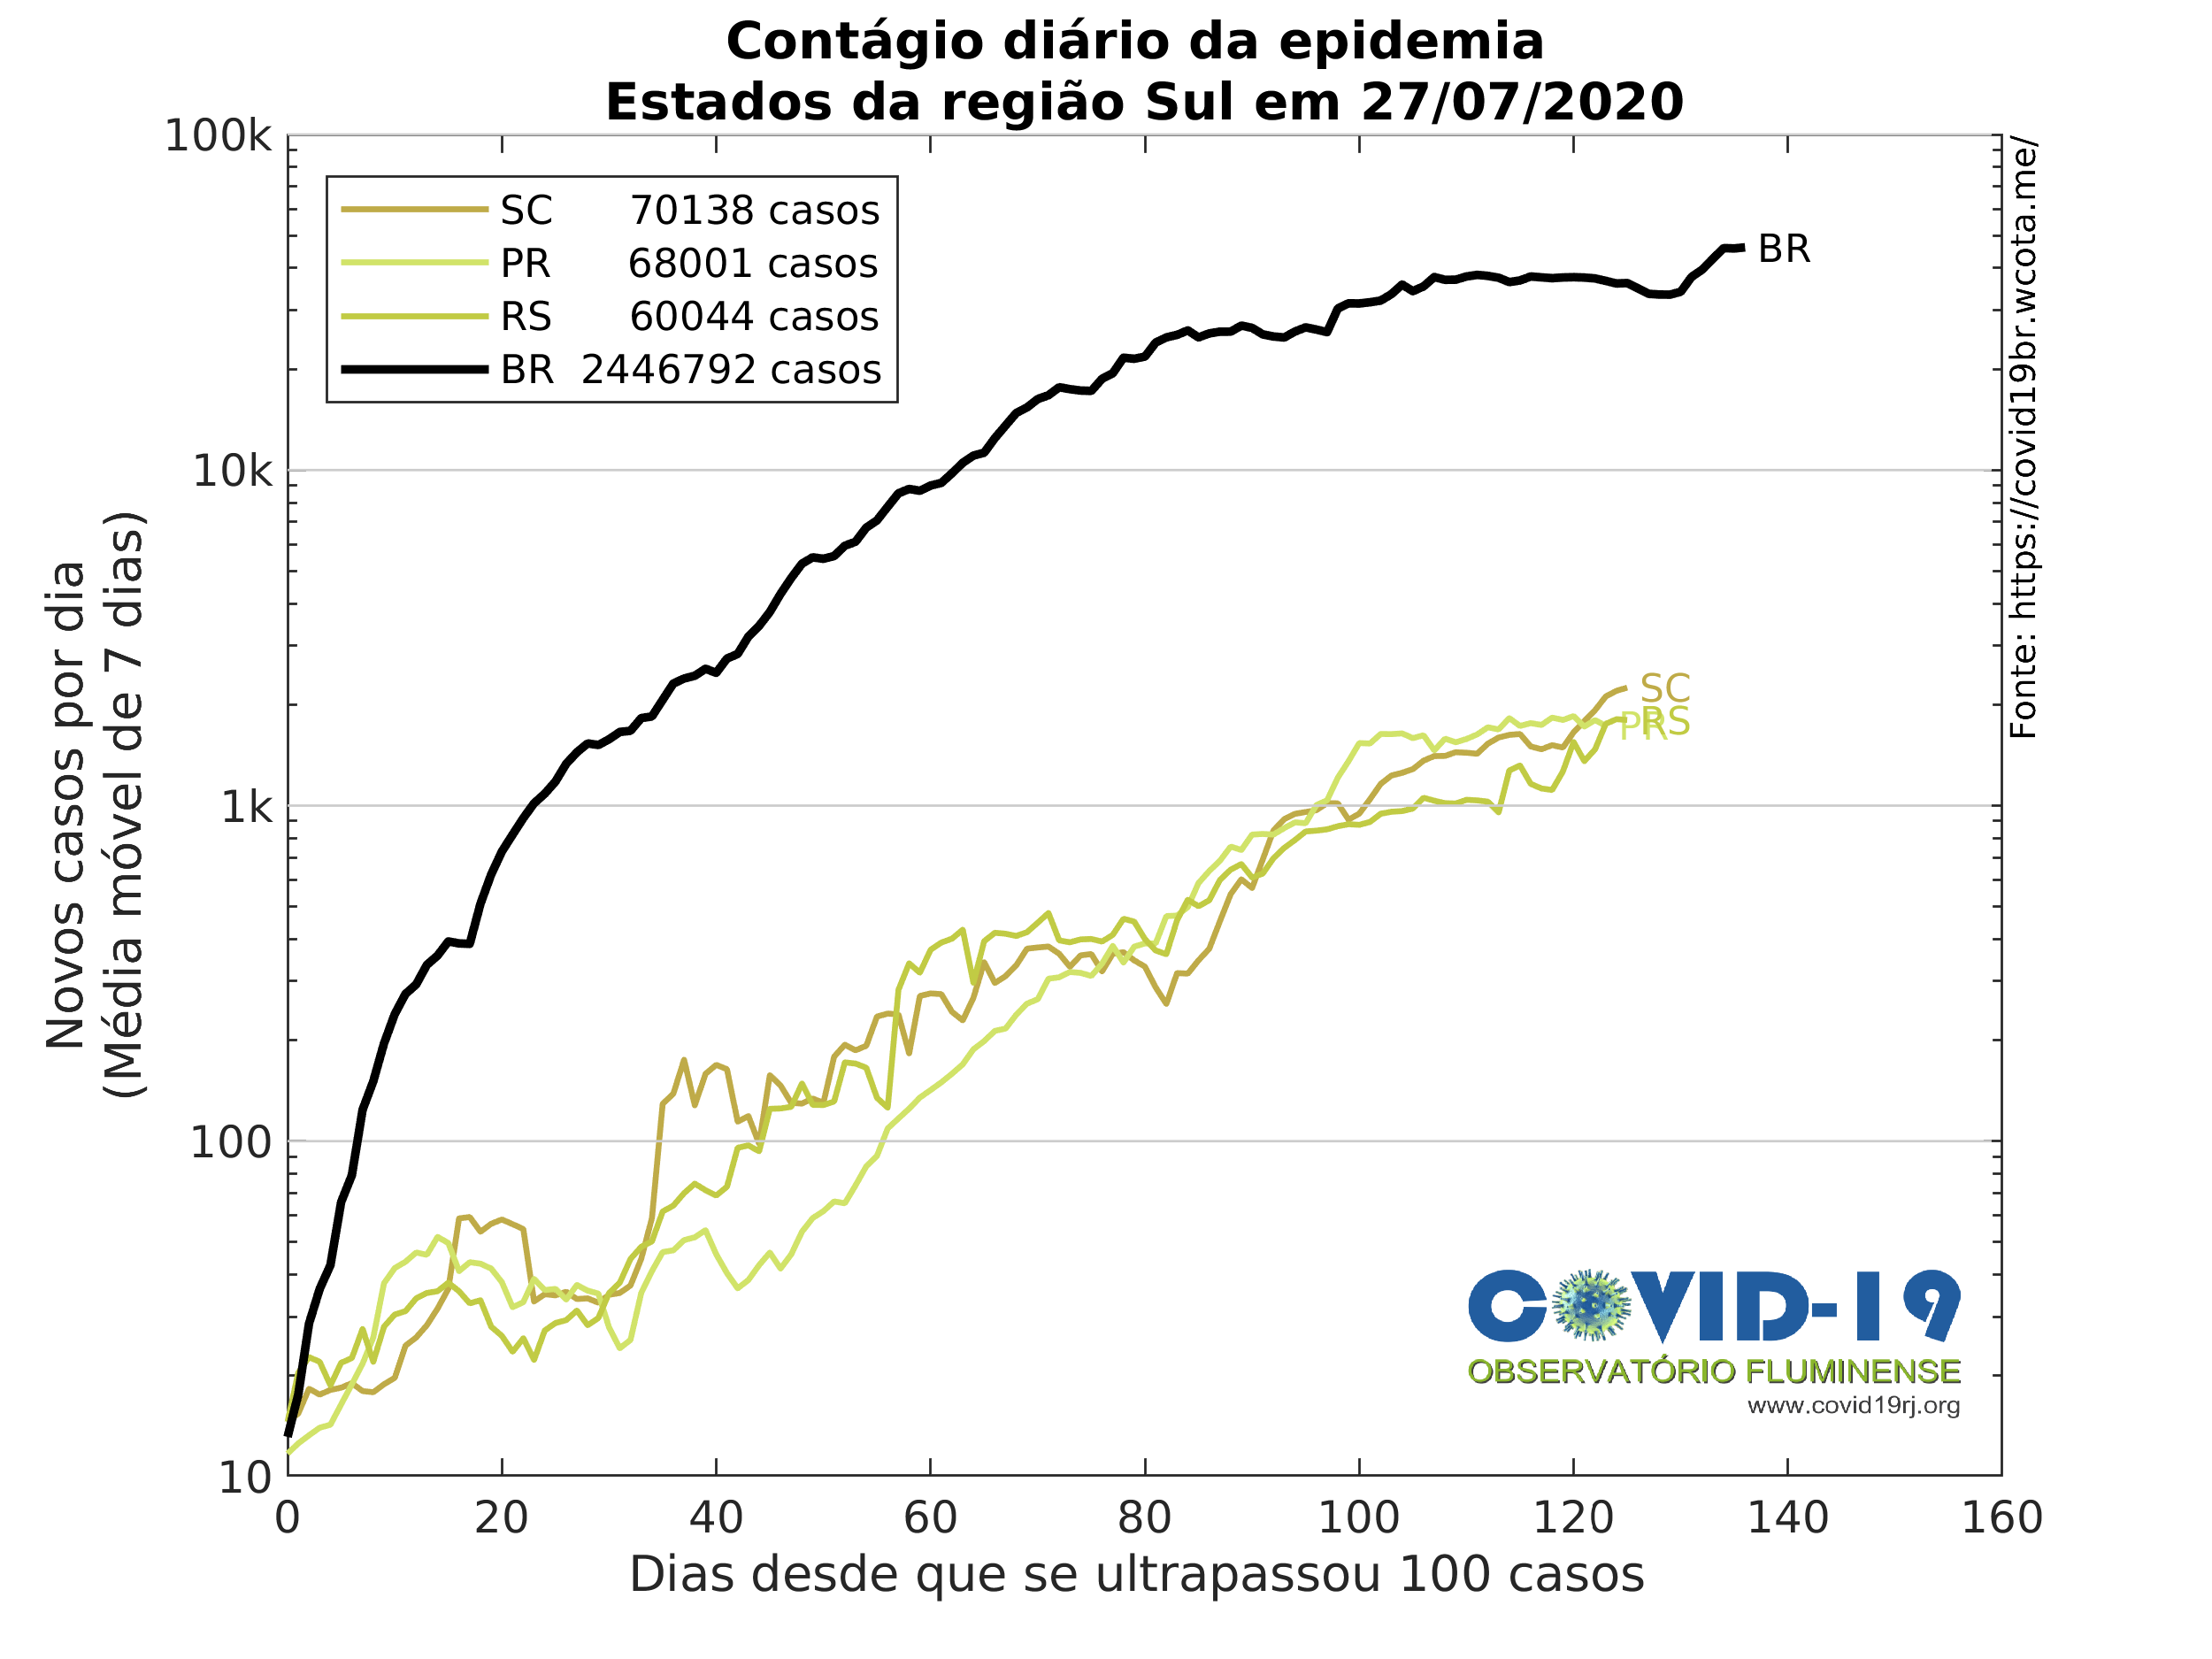 Contágio diário da epidemia
Estados da região Sul em 27/07/2020
100k
10k
1k
100
10
Novos casos por dia
(Média móvel de 7 dias)
SC 70138 casos
PR 68001 casos
RS 60044 casos
BR 2446792 casos
BR
SC
PR
RS
Fonte: https://covid19br.wcota.me/
COVID-19
OBSERVATÓRIO FLUMINENSE
www.covid19rj.org
0 20 40 60 80 100 120 140 160
Dias desde que se ultrapassou 100 casos